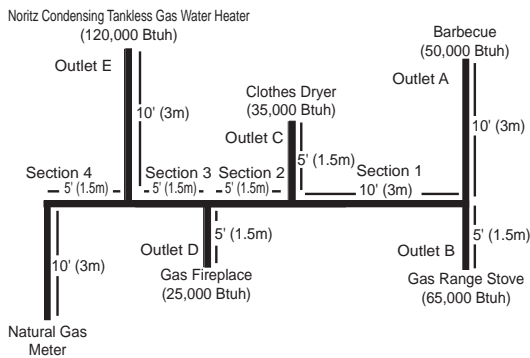 Noritz Condensing Tankless Gas Water Heater
(120,000 Btuh)
Outlet E
10' (3m)
Barbecue
(50,000 Btuh)
Outlet A
10' (3m)
Clothes Dryer
(35,000 Btuh)
Outlet C
5' (1.5m)
Section 4
5' (1.5m)
Section 3
5' (1.5m)
Section 2
5' (1.5m)
Section 1
10' (3m)
10' (3m)
Natural Gas
Meter
5' (1.5m)
Outlet D
Gas Fireplace
(25,000 Btuh)
5' (1.5m)
Outlet B
Gas Range Stove
(65,000 Btuh)